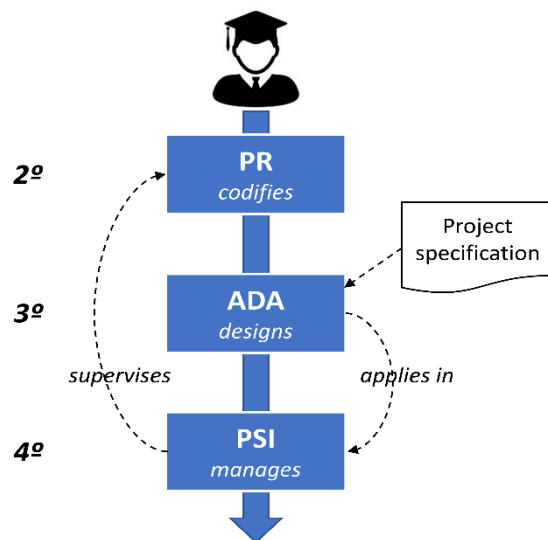 2º
PR
codifies
Project
specification
3º
ADA
designs
supervises
applies in
4º
PSI
manages